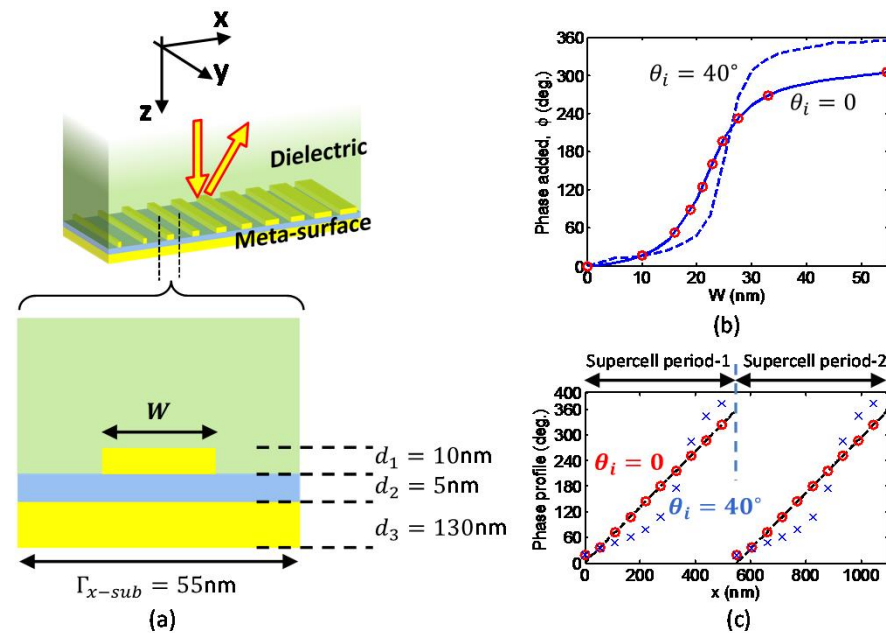 x
y
z
Dielectric
Meta-surface
W
d₁ = 10nm
d₂ = 5nm
d₃ = 130nm
Γₓ₋ₛᵤb = 55nm
(a)
360
300
240
180
120
60
0
Phase added, ϕ (deg.)
θᵢ = 40°
θᵢ = 0
0 10 20 30 40 50
W (nm)
(b)
Supercell period-1 Supercell period-2
400
360
300
240
180
120
60
0
Phase profile (deg.)
θᵢ = 0
θᵢ = 40°
0 200 400 600 800 1000
x (nm)
(c)